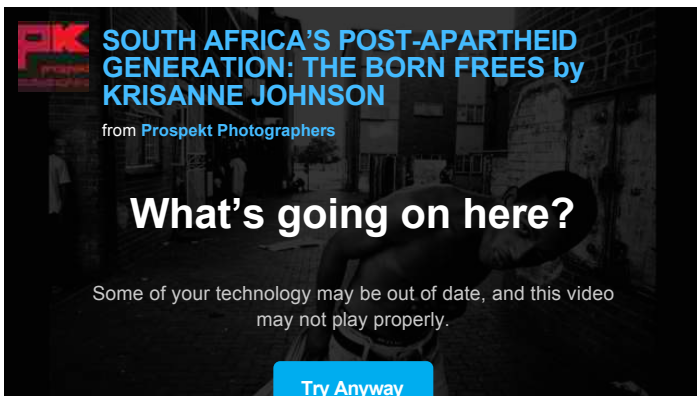 PK
SOUTH AFRICA’S POST-APARTHEID
GENERATION: THE BORN FREES by
KRISANNE JOHNSON
from Prospekt Photographers
What’s going on here?
Some of your technology may be out of date, and this video
may not play properly.
Try Anyway